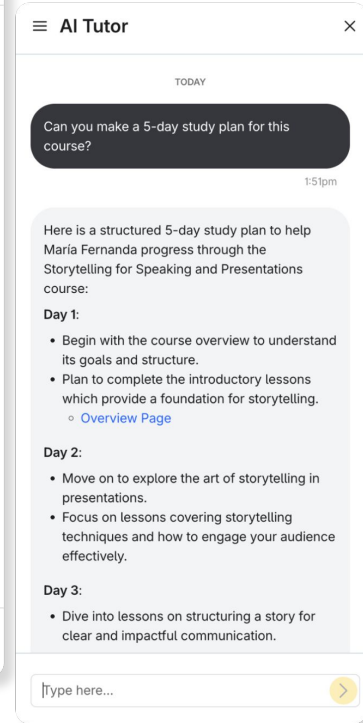 AI Tutor
TODAY
Can you make a 5-day study plan for this
course?
1:51pm
Here is a structured 5-day study plan to help
María Fernanda progress through the
Storytelling for Speaking and Presentations
course:
Day 1:
• Begin with the course overview to understand
its goals and structure.
• Plan to complete the introductory lessons
which provide a foundation for storytelling.
◦ Overview Page
Day 2:
• Move on to explore the art of storytelling in
presentations.
• Focus on lessons covering storytelling
techniques and how to engage your audience
effectively.
Day 3:
• Dive into lessons on structuring a story for
clear and impactful communication.
Type here...